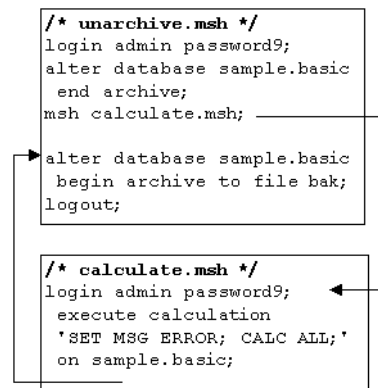 /* unarchive.msh */
login admin password9;
alter database sample.basic
end archive;
msh calculate.msh;
alter database sample.basic
begin archive to file bak;
logout;
/* calculate.msh */
login admin password9;
execute calculation
'SET MSG ERROR; CALC ALL;'
on sample.basic;